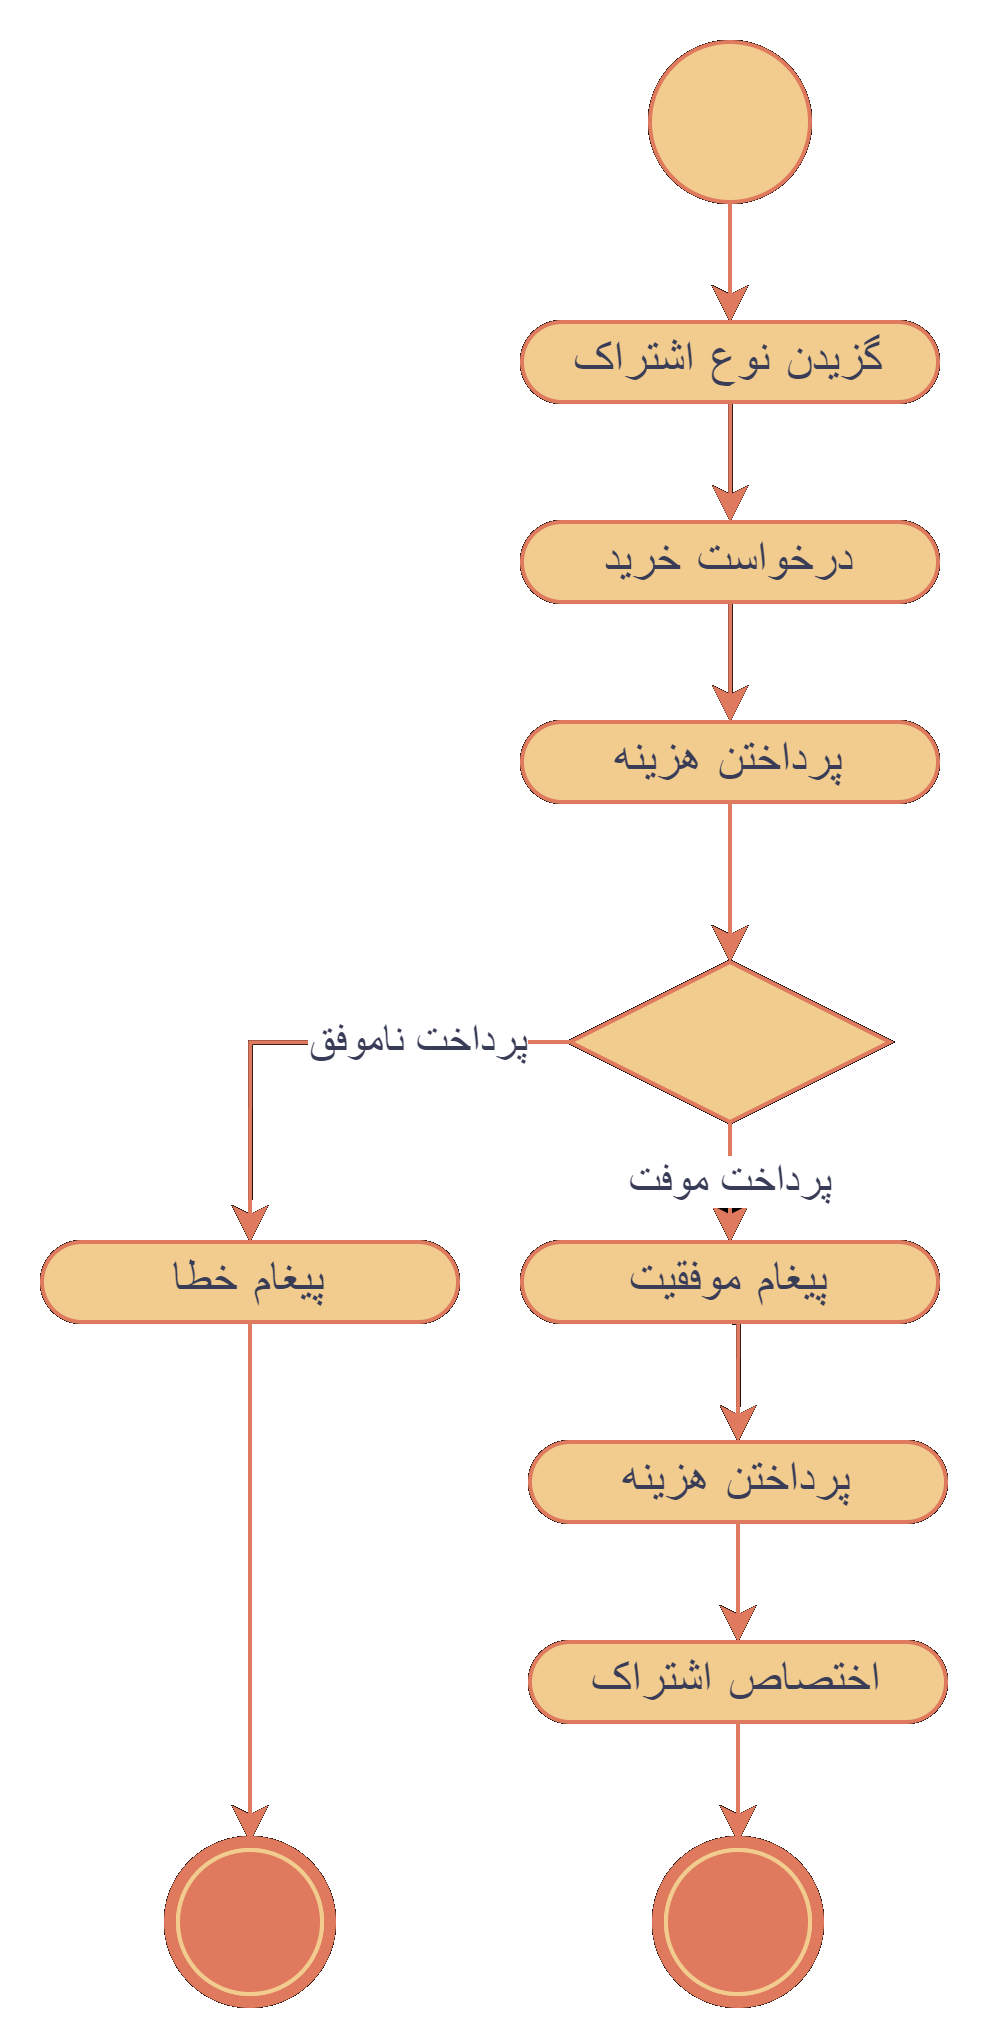 گزیدن نوع اشتراک
درخواست خرید
پرداختن هزینه
پرداخت ناموفق
پرداخت موفت
پیغام موفقیت
پیغام خطا
پرداختن هزینه
اختصاص اشتراک